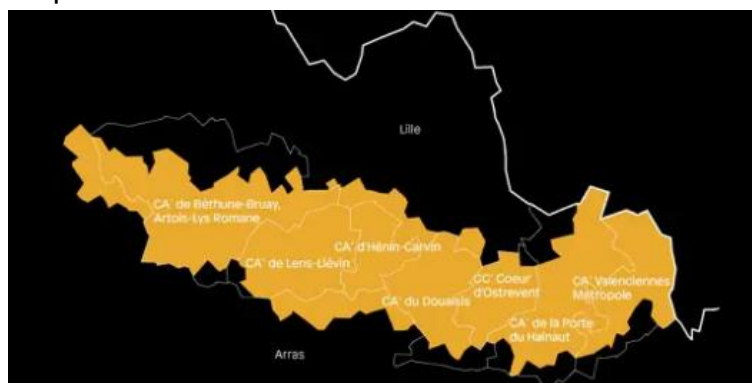 Lille
CA° de Béthune-Bruay,
Artois-Lys Romane
CA° d'Hénin-Carvin
CA° de Lens-Liévin
CC° Coeur
d'Ostrevent
CA° Valenciennes
Métropole
CA° du Douaisis
CA° de la Porte
du Hainaut
Arras